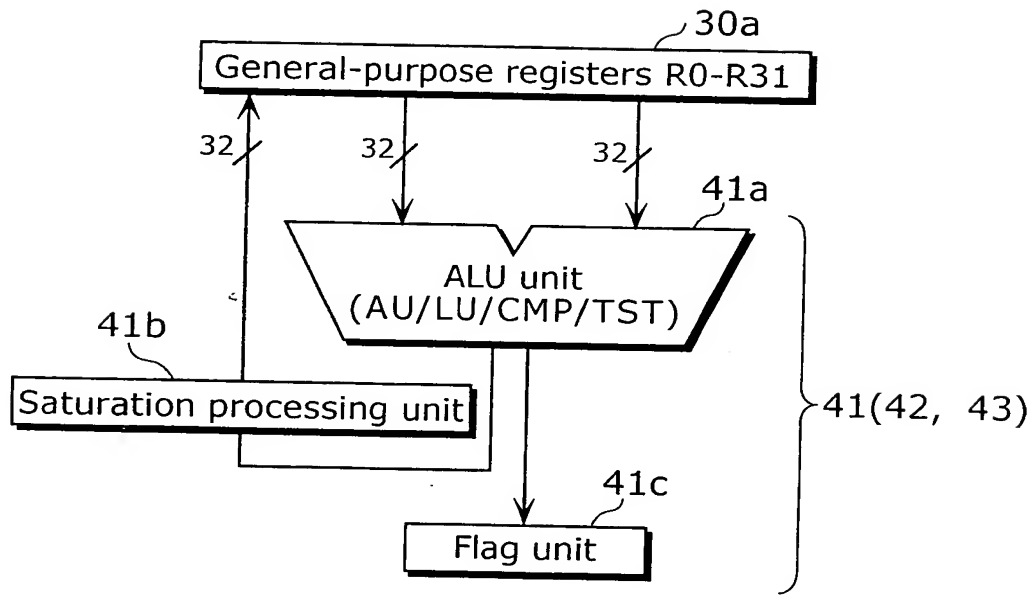 30a
General-purpose registers R0-R31
32
32
32
41a
ALU unit
(AU/LU/CMP/TST)
41b
Saturation processing unit
41(42, 43)
41c
Flag unit